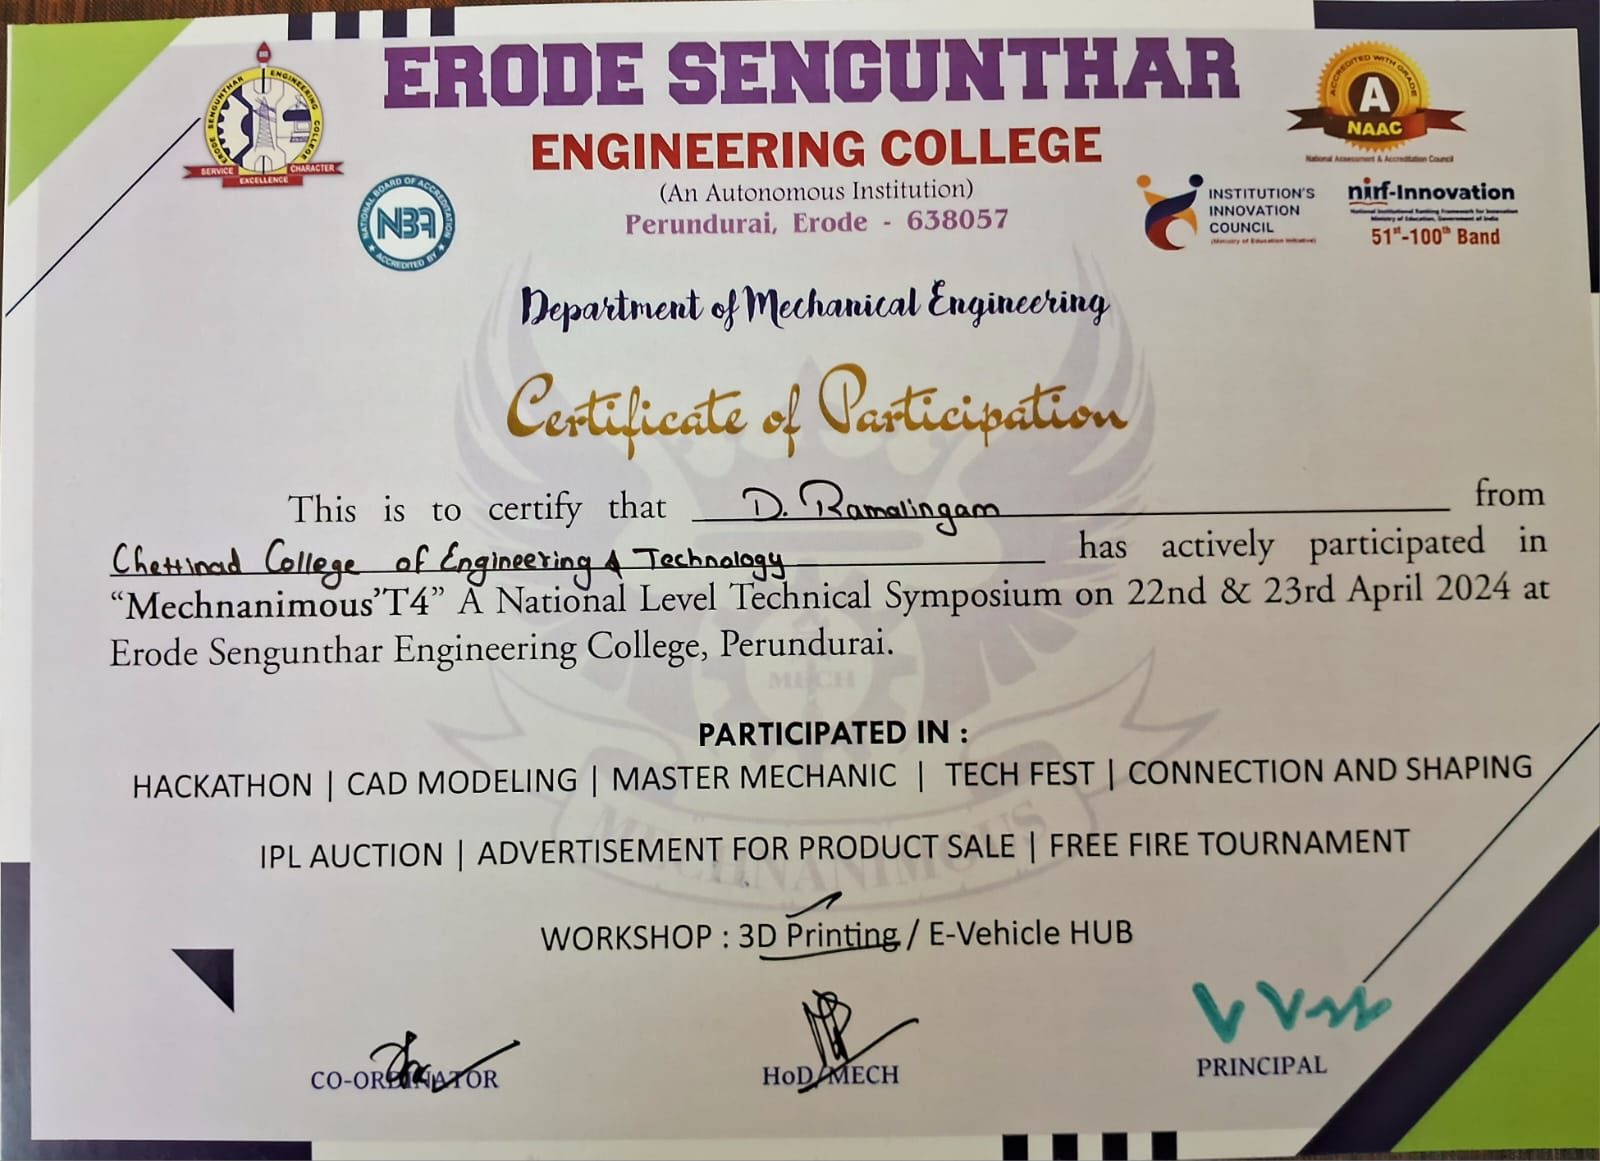 ERODE SENGUNTHAR
ENGINEERING COLLEGE
(An Autonomous Institution)
Perundurai, Erode - 638057
ERODE SENGUNTHAR ENGINEERING COLLEGE
SERVICE EXCELLENCE CHARACTER
NATIONAL BOARD OF ACCREDITATION
NBA
ACCREDITED BY
ACCREDITED WITH GRADE
A
NAAC
National Assessment & Accreditation Council
INSTITUTION'S
INNOVATION
COUNCIL
(Ministry of Education Initiative)
nirf-Innovation
National Institutional Ranking Framework for Innovation
Ministry of Education, Government of India
51st-100th Band
Department of Mechanical Engineering
Certificate of Participation
This is to certify that D. Ramalingam from
Chettinad College of Engineering & Technology has actively participated in
“Mechnanimous’T4” A National Level Technical Symposium on 22nd & 23rd April 2024 at
Erode Sengunthar Engineering College, Perundurai.
MECH
PARTICIPATED IN :
HACKATHON | CAD MODELING | MASTER MECHANIC | TECH FEST | CONNECTION AND SHAPING
MECHNANIMOUS
IPL AUCTION | ADVERTISEMENT FOR PRODUCT SALE | FREE FIRE TOURNAMENT
WORKSHOP : 3D Printing / E-Vehicle HUB
CO-ORDINATOR
HoD/MECH
PRINCIPAL